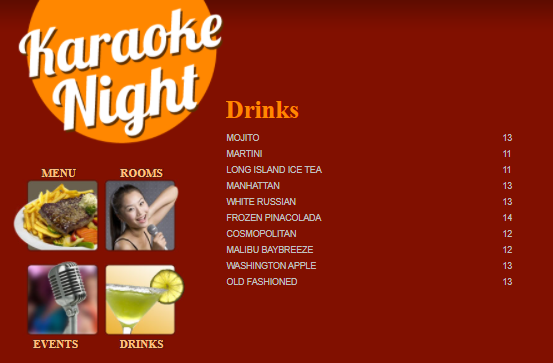 Karaoke
Night
Drinks
MOJITO 13
MARTINI 11
LONG ISLAND ICE TEA 11
MANHATTAN 13
WHITE RUSSIAN 13
FROZEN PINACOLADA 14
COSMOPOLITAN 12
MALIBU BAYBREEZE 12
WASHINGTON APPLE 13
OLD FASHIONED 13
MENU ROOMS
EVENTS DRINKS